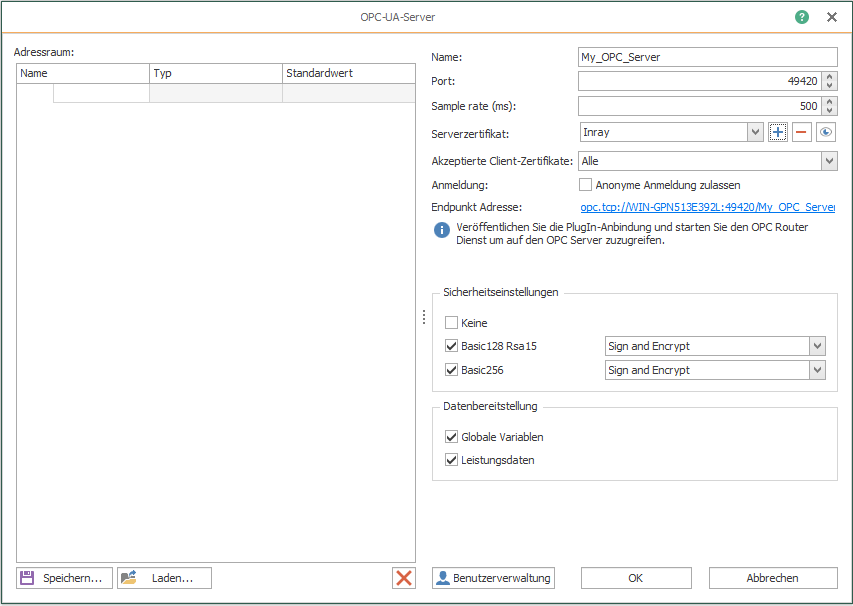 OPC-UA-Server
Adressraum:
Name Typ Standardwert
Speichern... Laden...
Name: My_OPC_Server
Port: 49420
Sample rate (ms): 500
Serverzertifikat: Inray
Akzeptierte Client-Zertifikate: Alle
Anmeldung: Anonyme Anmeldung zulassen
Endpunkt Adresse: opc.tcp://WIN-GPN513E392L:49420/My_OPC_Server
Veröffentlichen Sie die PlugIn-Anbindung und starten Sie den OPC Router
Dienst um auf den OPC Server zuzugreifen.
Sicherheitseinstellungen
Keine
Basic128 Rsa15 Sign and Encrypt
Basic256 Sign and Encrypt
Datenbereitstellung
Globale Variablen
Leistungsdaten
Benutzerverwaltung OK Abbrechen